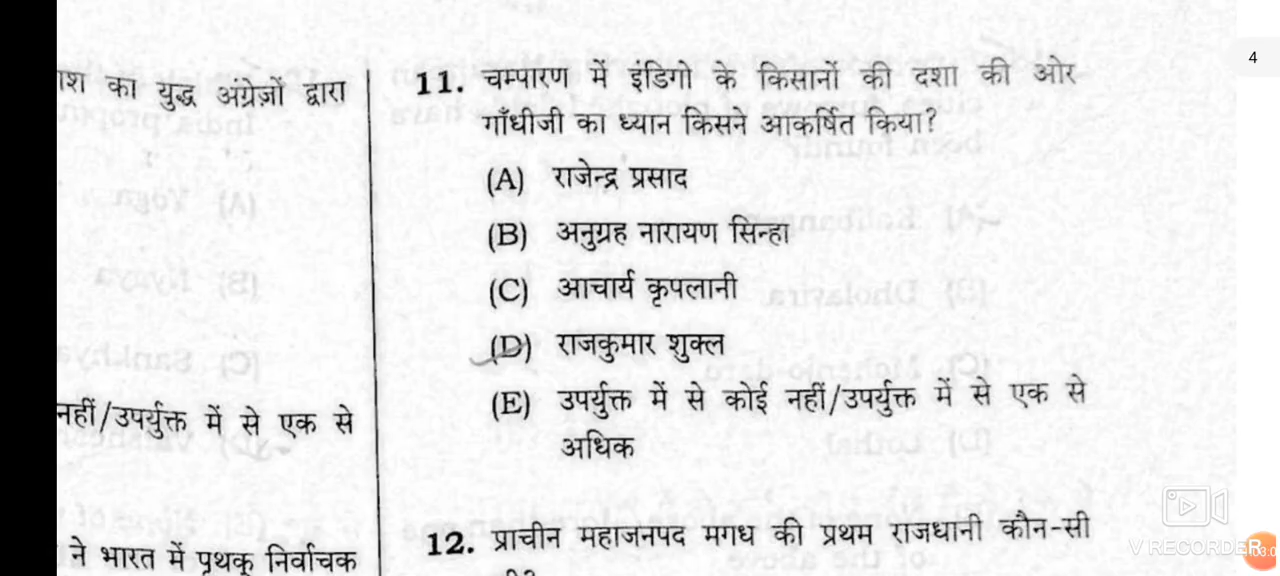 4
ाश का युद्ध अंग्रेज़ों द्वारा
नहीं/उपर्युक्त में से एक से
ने भारत में पृथक् निर्वाचक
11. चम्पारण में इंडिगो के किसानों की दशा की ओर
गाँधीजी का ध्यान किसने आकर्षित किया?
(A) राजेन्द्र प्रसाद
(B) अनुग्रह नारायण सिन्हा
(C) आचार्य कृपलानी
(D) राजकुमार शुक्ल
(E) उपर्युक्त में से कोई नहीं/उपर्युक्त में से एक से
अधिक
12. प्राचीन महाजनपद मगध की प्रथम राजधानी कौन-सी
V RECORDER